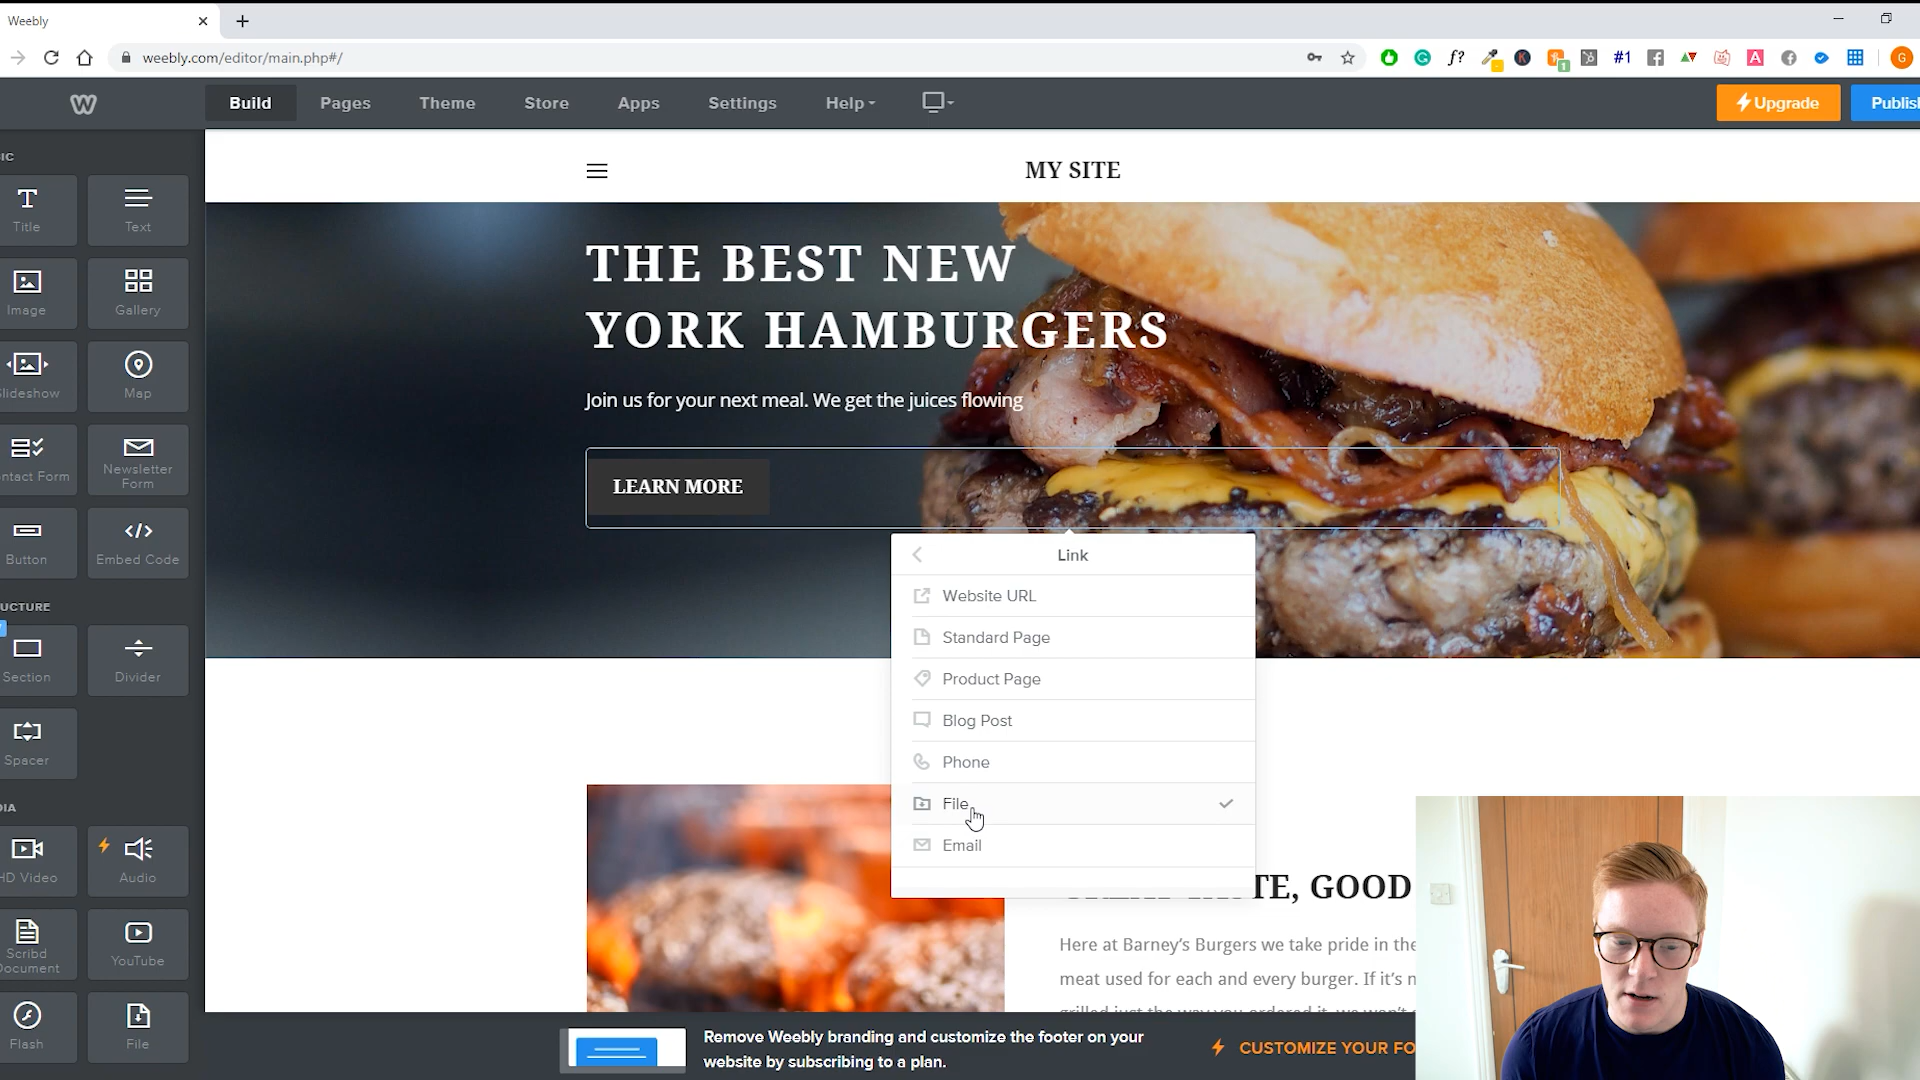 Weebly
weebly.com/editor/main.php#/
f?
#1
G
Build
Pages
Theme
Store
Apps
Settings
Help
Upgrade
Publish
IC
Title
Text
Image
Gallery
Slideshow
Map
ntact Form
Newsletter
Form
Button
Embed Code
UCTURE
Section
Divider
Spacer
DIA
HD Video
Audio
Scribd
Document
YouTube
Flash
File
MY SITE
THE BEST NEW
YORK HAMBURGERS
Join us for your next meal. We get the juices flowing
LEARN MORE
Link
Website URL
Standard Page
Product Page
Blog Post
Phone
File
Email
TE, GOOD
Here at Barney's Burgers we take pride in the
meat used for each and every burger. If it's n
Remove Weebly branding and customize the footer on your
website by subscribing to a plan.
CUSTOMIZE YOUR FO